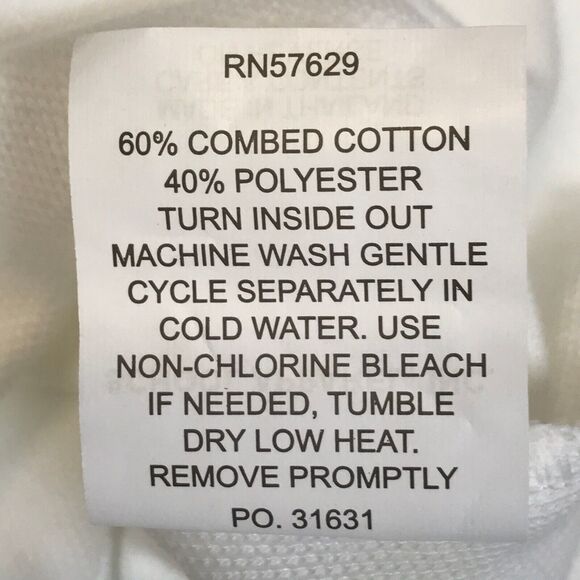 RN57629
60% COMBED COTTON
40% POLYESTER
TURN INSIDE OUT
MACHINE WASH GENTLE
CYCLE SEPARATELY IN
COLD WATER. USE
NON-CHLORINE BLEACH
IF NEEDED, TUMBLE
DRY LOW HEAT.
REMOVE PROMPTLY
PO. 31631